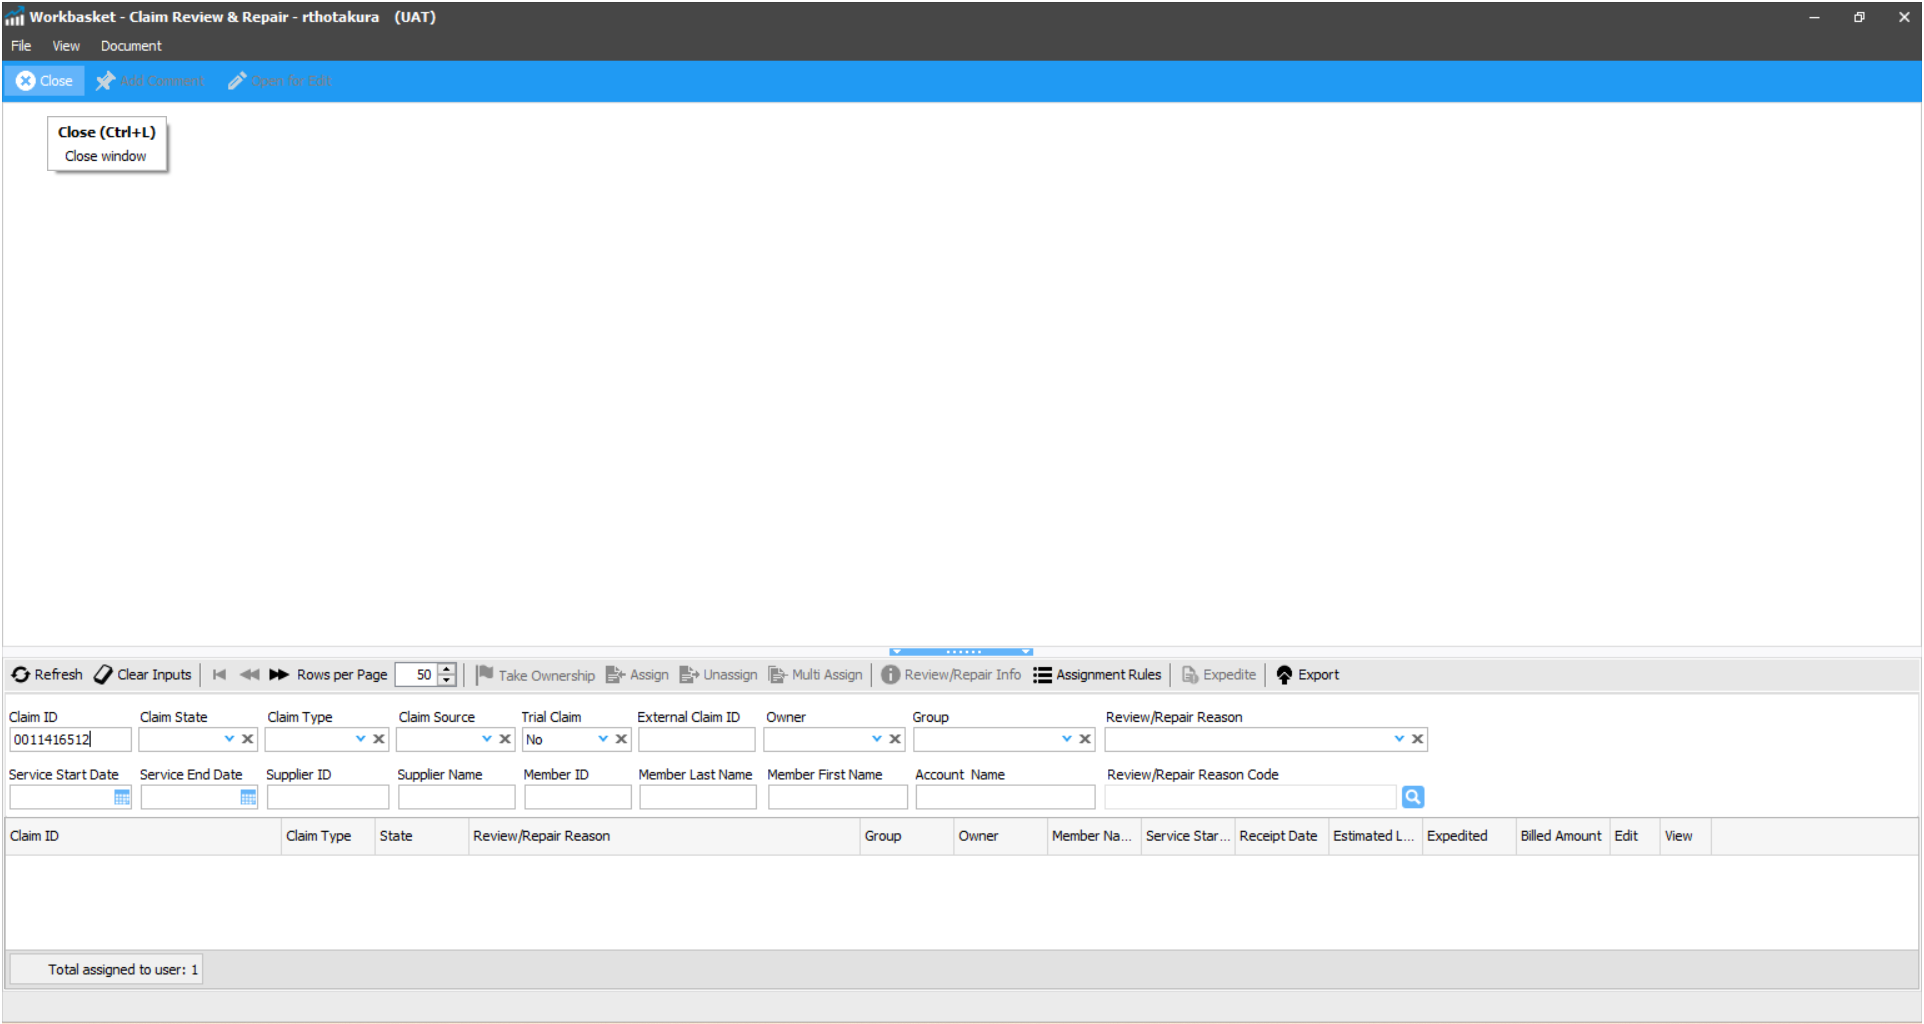 Workbasket - Claim Review & Repair - rthotakura (UAT)
File View Document
Close Add Comment Open for Edit
Close (Ctrl+L)
Close window
Refresh Clear Inputs Rows per Page 50 Take Ownership Assign Unassign Multi Assign Review/Repair Info Assignment Rules Expedite Export
Claim ID Claim State Claim Type Claim Source Trial Claim External Claim ID Owner Group Review/Repair Reason
0011416512 No
Service Start Date Service End Date Supplier ID Supplier Name Member ID Member Last Name Member First Name Account Name Review/Repair Reason Code
Claim ID Claim Type State Review/Repair Reason Group Owner Member Na... Service Star... Receipt Date Estimated L... Expedited Billed Amount Edit View
Total assigned to user: 1